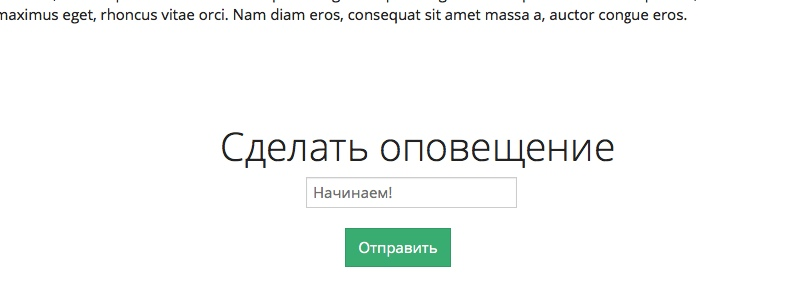 maximus eget, rhoncus vitae orci. Nam diam eros, consequat sit amet massa a, auctor congue eros.
Сделать оповещение
Начинаем!
Отправить